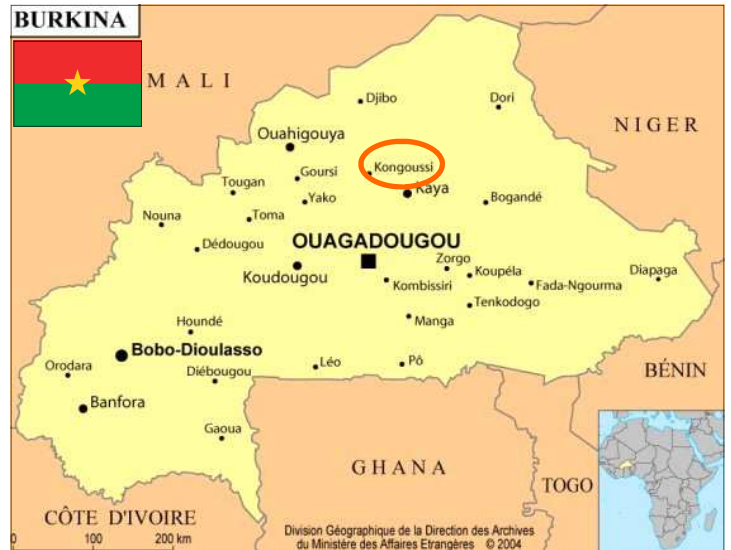 BURKINA
MALI
Djibo
Dori
NIGER
Ouahigouya
Kongoussi
Goursi
Kaya
Tougan
Yako
Bogandé
Nouna
Toma
OUAGADOUGOU
Dédougou
Zorgo
Koudougou
Koupéla
Diapaga
Kombissiri
Fada-Ngourma
Tenkodogo
Houndé
Manga
Bobo-Dioulasso
Orodara
Léo
Pô
BÉNIN
Diébougou
Banfora
Gaoua
GHANA
TOGO
CÔTE D'IVOIRE
Division Géographique de la Direction des Archives
du Ministère des Affaires Etrangères © 2004
0 100 200 km